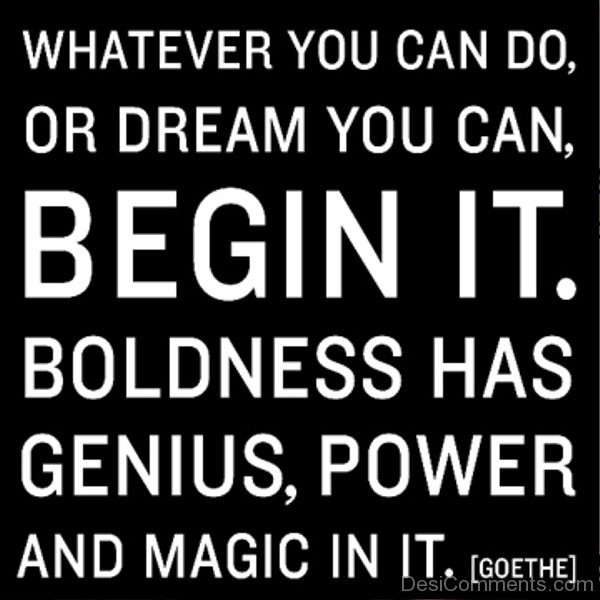 WHATEVER YOU CAN DO,
OR DREAM YOU CAN,
BEGIN IT.
BOLDNESS HAS
GENIUS, POWER
AND MAGIC IN IT. [GOETHE]
DesiComments.com